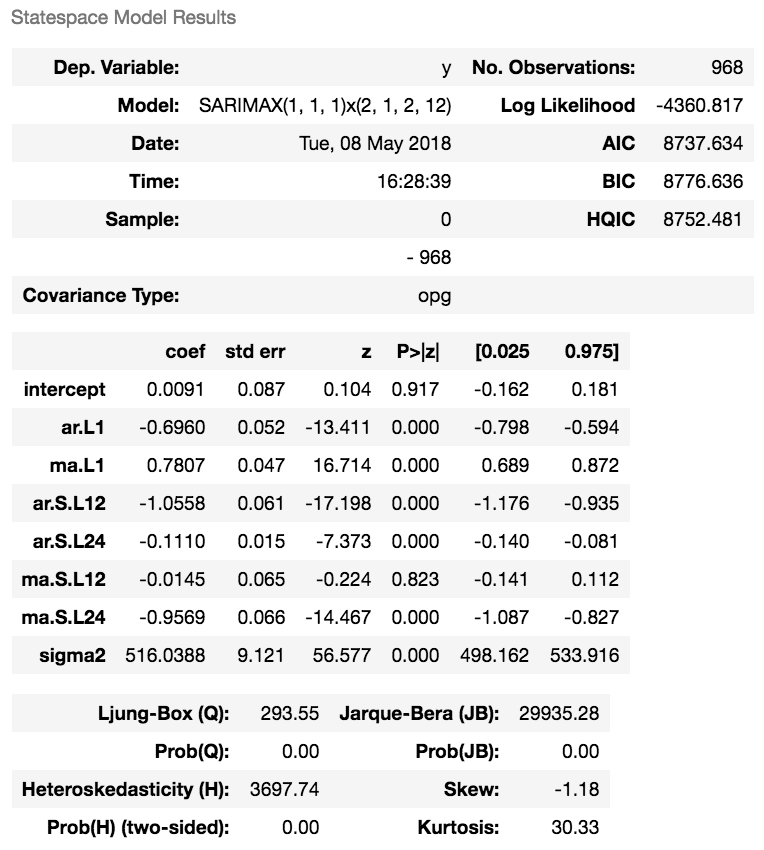 Statespace Model Results
Dep. Variable: y No. Observations: 968
Model: SARIMAX(1, 1, 1)x(2, 1, 2, 12) Log Likelihood -4360.817
Date: Tue, 08 May 2018 AIC 8737.634
Time: 16:28:39 BIC 8776.636
Sample: 0 HQIC 8752.481
- 968
Covariance Type: opg
coef std err z P>|z| [0.025 0.975]
intercept 0.0091 0.087 0.104 0.917 -0.162 0.181
ar.L1 -0.6960 0.052 -13.411 0.000 -0.798 -0.594
ma.L1 0.7807 0.047 16.714 0.000 0.689 0.872
ar.S.L12 -1.0558 0.061 -17.198 0.000 -1.176 -0.935
ar.S.L24 -0.1110 0.015 -7.373 0.000 -0.140 -0.081
ma.S.L12 -0.0145 0.065 -0.224 0.823 -0.141 0.112
ma.S.L24 -0.9569 0.066 -14.467 0.000 -1.087 -0.827
sigma2 516.0388 9.121 56.577 0.000 498.162 533.916
Ljung-Box (Q): 293.55 Jarque-Bera (JB): 29935.28
Prob(Q): 0.00 Prob(JB): 0.00
Heteroskedasticity (H): 3697.74 Skew: -1.18
Prob(H) (two-sided): 0.00 Kurtosis: 30.33